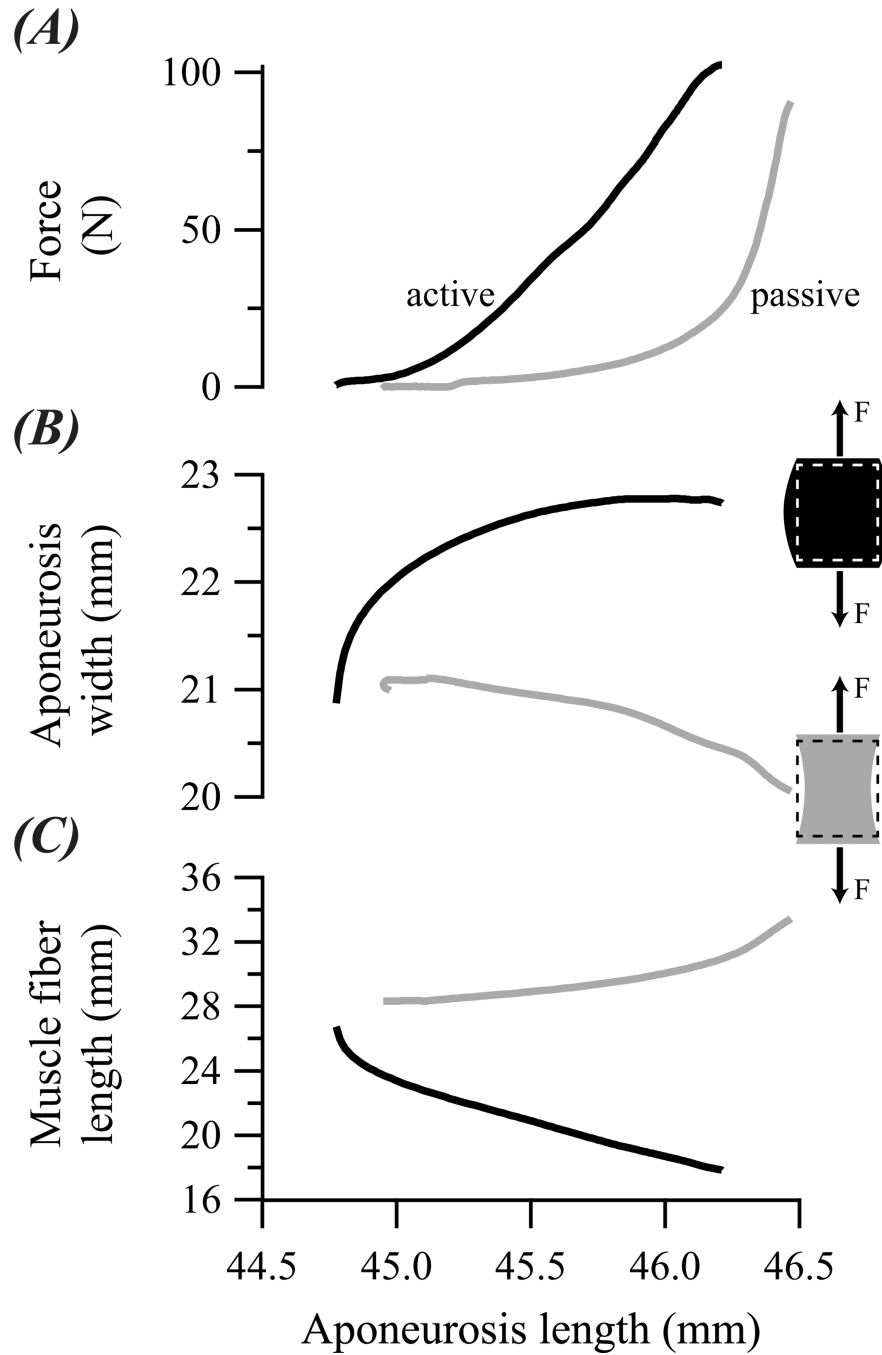 (A)
100
50
0
Force
(N)
active
passive
(B)
23
22
21
20
Aponeurosis
width (mm)
F
F
F
F
(C)
36
32
28
24
20
16
Muscle fiber
length (mm)
44.5 45.0 45.5 46.0 46.5
Aponeurosis length (mm)